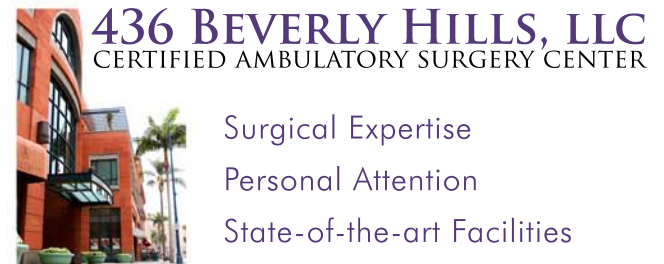 436 BEVERLY HILLS, LLC
CERTIFIED AMBULATORY SURGERY CENTER
Surgical Expertise
Personal Attention
State-of-the-art Facilities